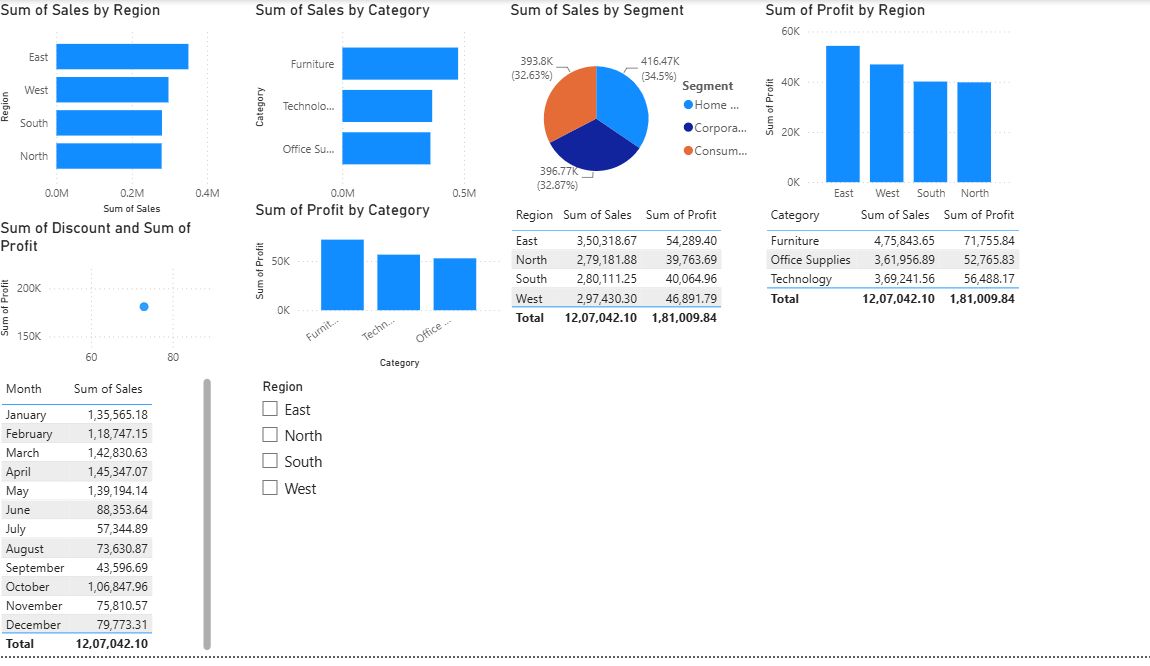 Sum of Sales by Region
East
West
South
North
Region
0.0M 0.2M 0.4M
Sum of Sales
Sum of Sales by Category
Furniture
Technolo...
Office Su...
Category
0.0M 0.5M
Sum of Sales by Segment
393.8K
(32.63%)
416.47K
(34.5%)
396.77K
(32.87%)
Segment
Home ...
Corpora...
Consum...
Sum of Profit by Region
60K
40K
20K
0K
Sum of Profit
East West South North
Sum of Discount and Sum of
Profit
200K
150K
Sum of Profit
60 80
Sum of Profit by Category
50K
0K
Sum of Profit
Furnit... Techn... Office ...
Category
Region Sum of Sales Sum of Profit
East 3,50,318.67 54,289.40
North 2,79,181.88 39,763.69
South 2,80,111.25 40,064.96
West 2,97,430.30 46,891.79
Total 12,07,042.10 1,81,009.84
Category Sum of Sales Sum of Profit
Furniture 4,75,843.65 71,755.84
Office Supplies 3,61,956.89 52,765.83
Technology 3,69,241.56 56,488.17
Total 12,07,042.10 1,81,009.84
Month Sum of Sales
January 1,35,565.18
February 1,18,747.15
March 1,42,830.63
April 1,45,347.07
May 1,39,194.14
June 88,353.64
July 57,344.89
August 73,630.87
September 43,596.69
October 1,06,847.96
November 75,810.57
December 79,773.31
Total 12,07,042.10
Region
East
North
South
West